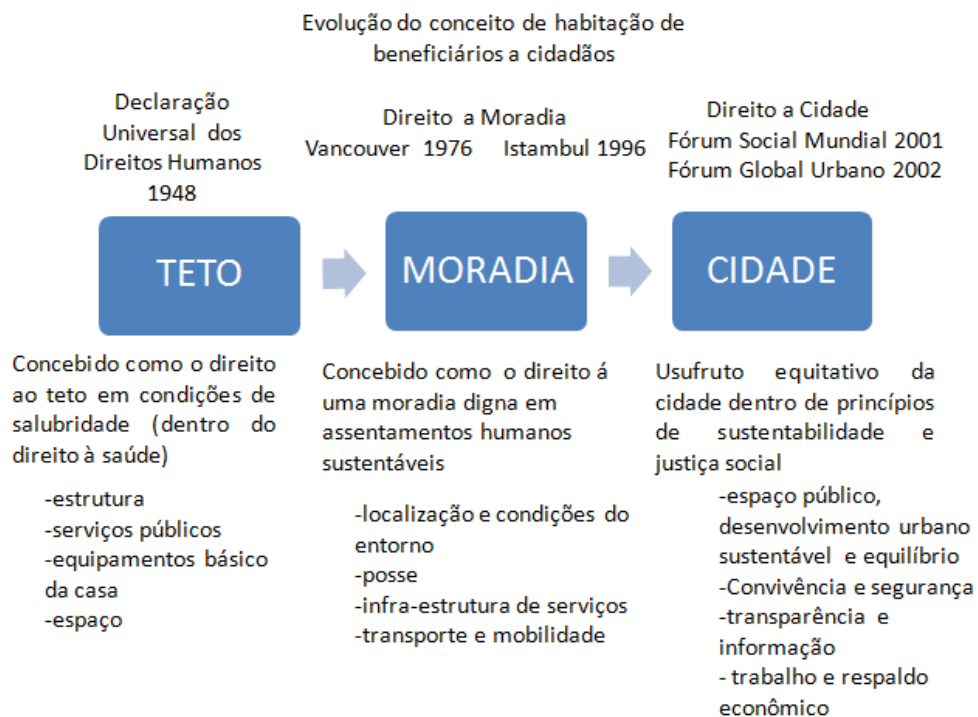 Evolução do conceito de habitação de
beneficiários a cidadãos
Declaração
Universal dos
Direitos Humanos
1948
Direito a Moradia
Vancouver 1976 Istambul 1996
Direito a Cidade
Fórum Social Mundial 2001
Fórum Global Urbano 2002
TETO
MORADIA
CIDADE
Concebido como o direito
ao teto em condições de
salubridade (dentro do
direito à saúde)
-estrutura
-serviços públicos
-equipamentos básico
da casa
-espaço
Concebido como o direito á
uma moradia digna em
assentamentos humanos
sustentáveis
-localização e condições do
entorno
-posse
-infra-estrutura de serviços
-transporte e mobilidade
Usufruto equitativo da
cidade dentro de princípios
de sustentabilidade e
justiça social
-espaço público,
desenvolvimento urbano
sustentável e equilíbrio
-Convivência e segurança
-transparência e
informação
- trabalho e respaldo
econômico